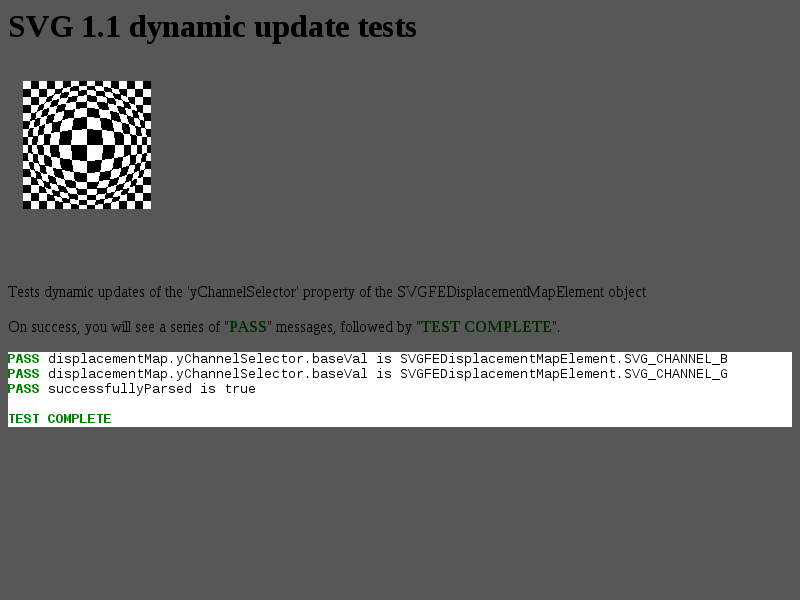 SVG 1.1 dynamic update tests
Tests dynamic updates of the 'yChannelSelector' property of the SVGFEDisplacementMapElement object
On success, you will see a series of "PASS" messages, followed by "TEST COMPLETE".
PASS displacementMap.yChannelSelector.baseVal is SVGFEDisplacementMapElement.SVG_CHANNEL_B
PASS displacementMap.yChannelSelector.baseVal is SVGFEDisplacementMapElement.SVG_CHANNEL_G
PASS successfullyParsed is true
TEST COMPLETE